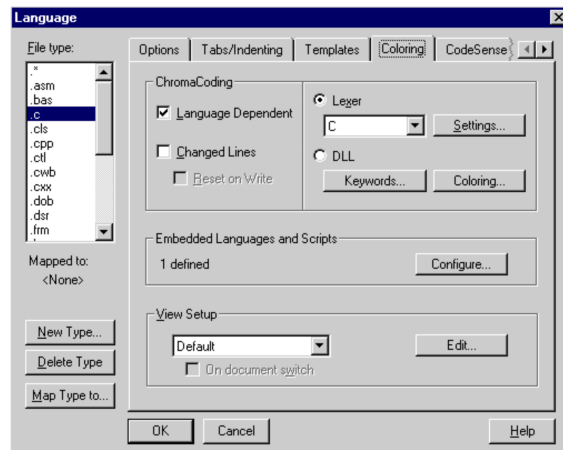 Language
File type:
.*
.asm
.bas
.c
.cls
.cpp
.ctl
.cwb
.cxx
.dob
.dsr
.frm
Mapped to:
<None>
New Type...
Delete Type
Map Type to...
Options
Tabs/Indenting
Templates
Coloring
CodeSense
ChromaCoding
Language Dependent
Changed Lines
Reset on Write
Lexer
C
Settings...
DLL
Keywords...
Coloring...
Embedded Languages and Scripts
1 defined
Configure...
View Setup
Default
Edit...
On document switch
OK
Cancel
Help